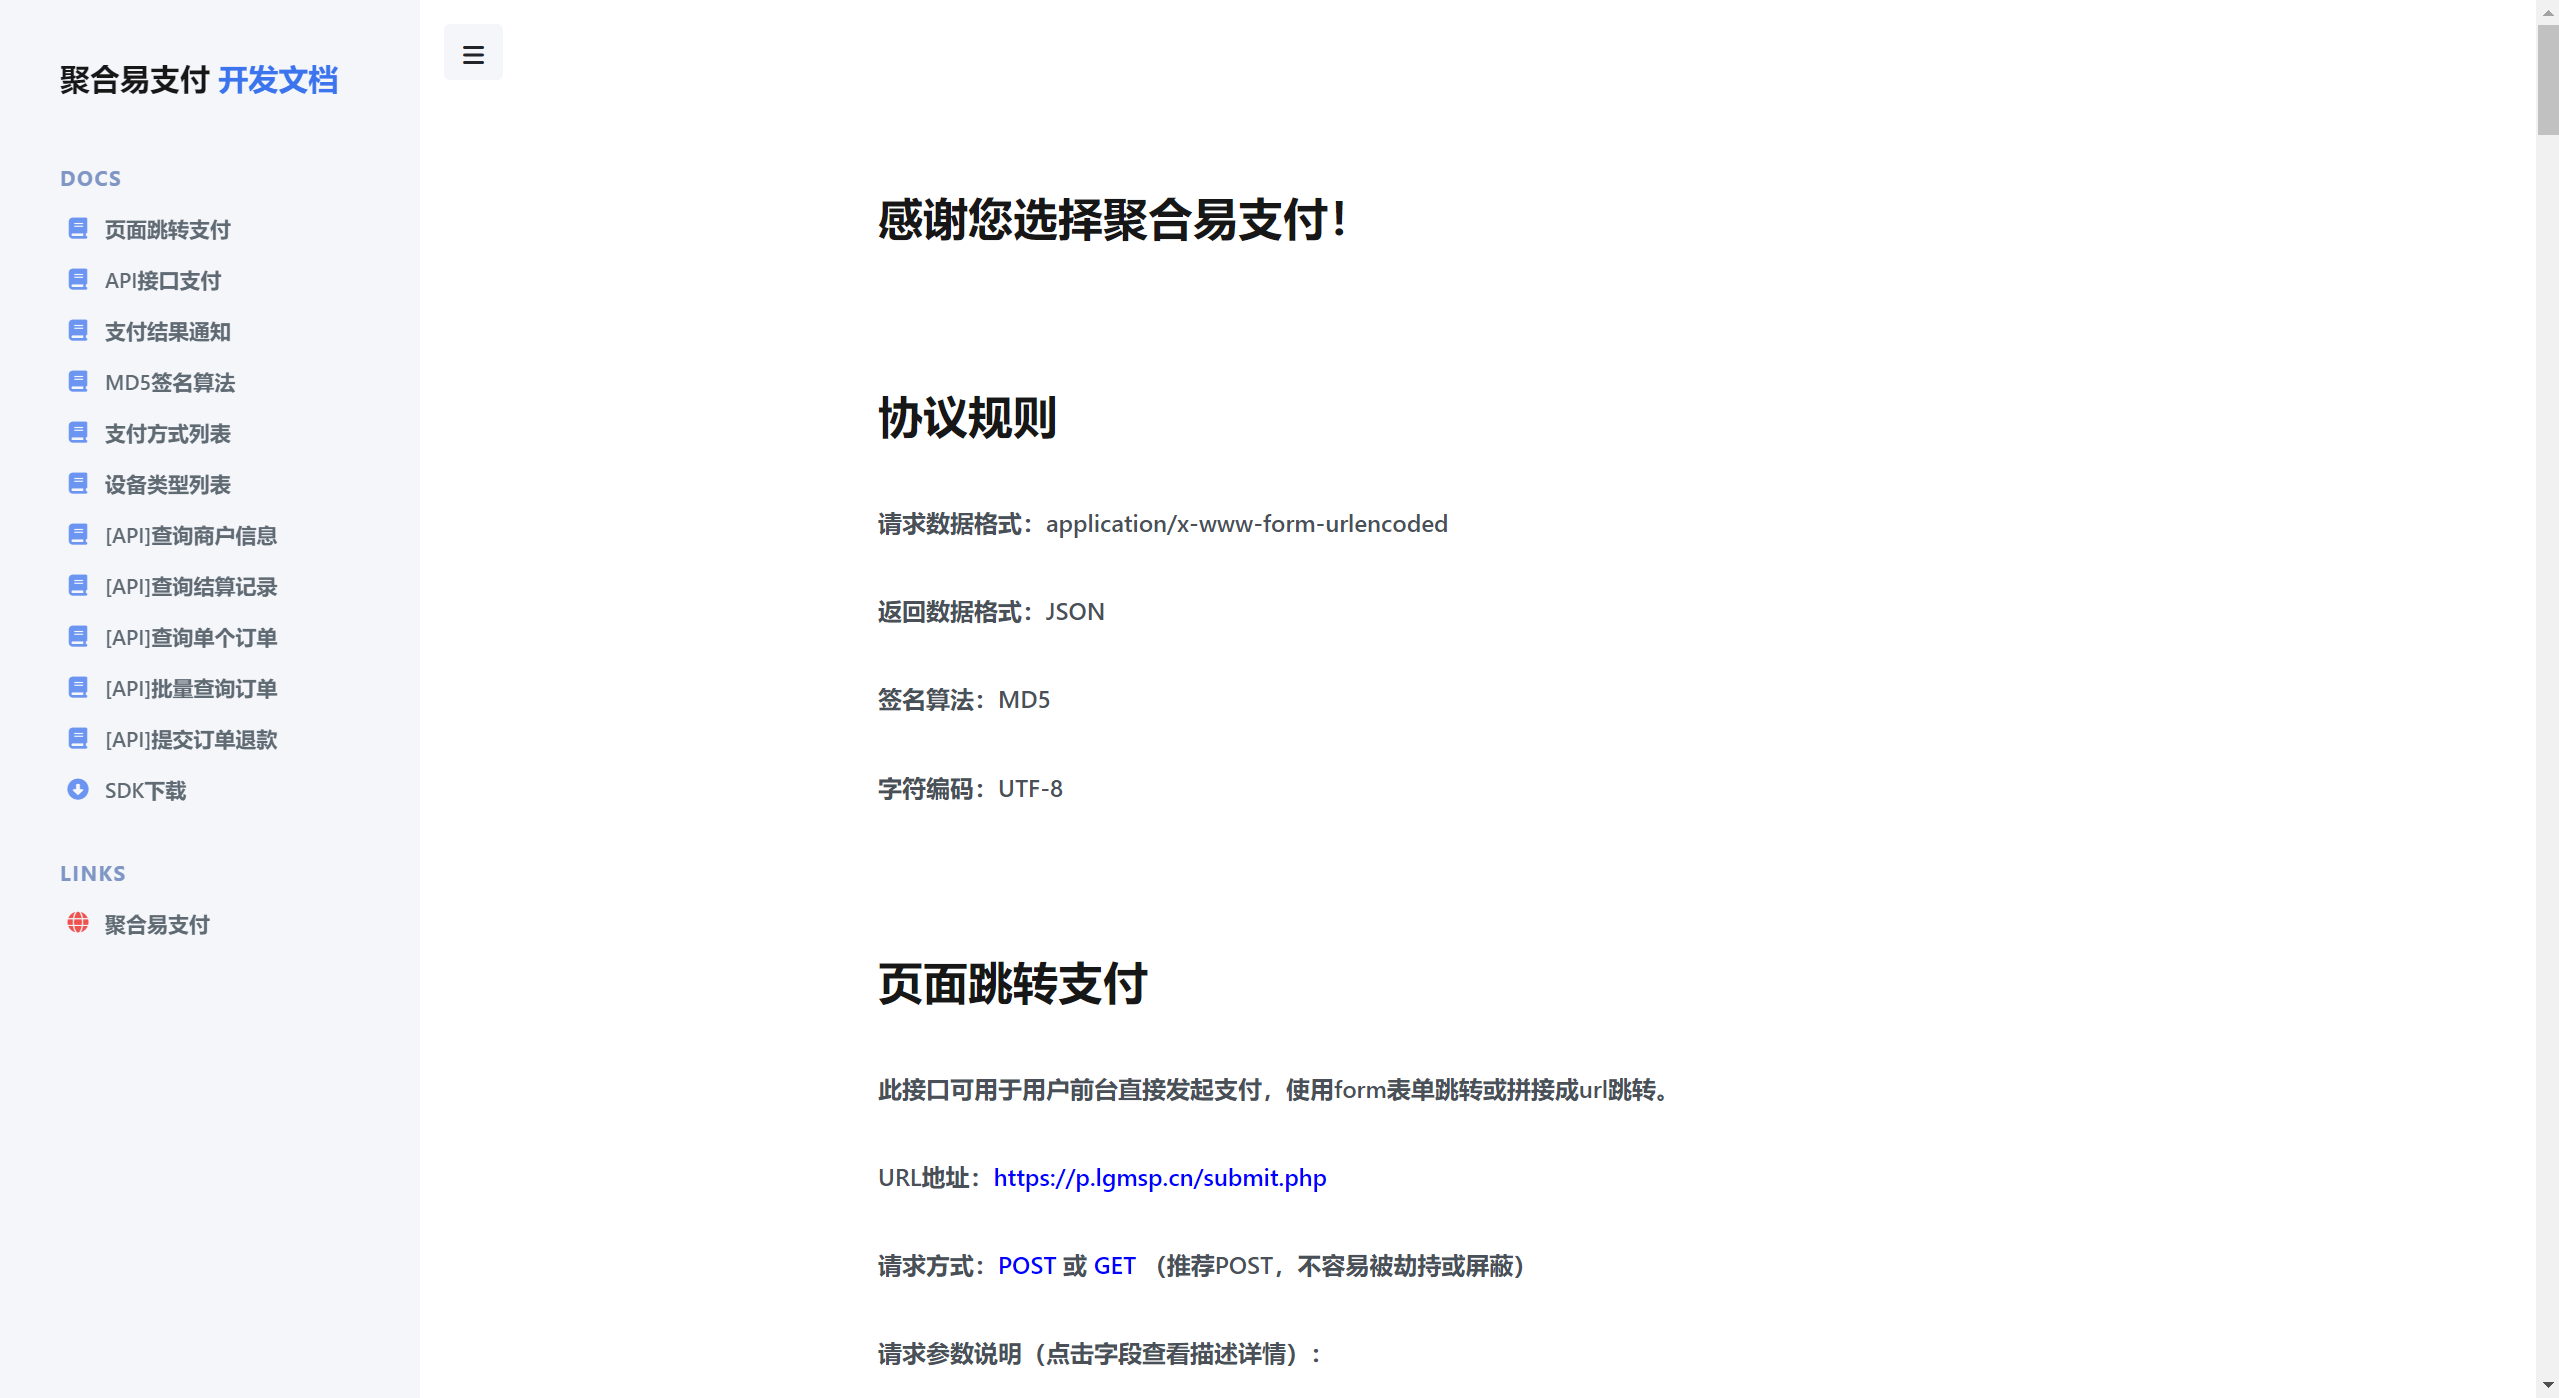 聚合易支付 开发文档
DOCS
页面跳转支付
API接口支付
支付结果通知
MD5签名算法
支付方式列表
设备类型列表
[API]查询商户信息
[API]查询结算记录
[API]查询单个订单
[API]批量查询订单
[API]提交订单退款
SDK下载
LINKS
聚合易支付
感谢您选择聚合易支付！
协议规则
请求数据格式：application/x-www-form-urlencoded
返回数据格式：JSON
签名算法：MD5
字符编码：UTF-8
页面跳转支付
此接口可用于用户前台直接发起支付，使用form表单跳转或拼接成url跳转。
URL地址：https://p.lgmsp.cn/submit.php
请求方式：POST 或 GET （推荐POST，不容易被劫持或屏蔽）
请求参数说明（点击字段查看描述详情）：